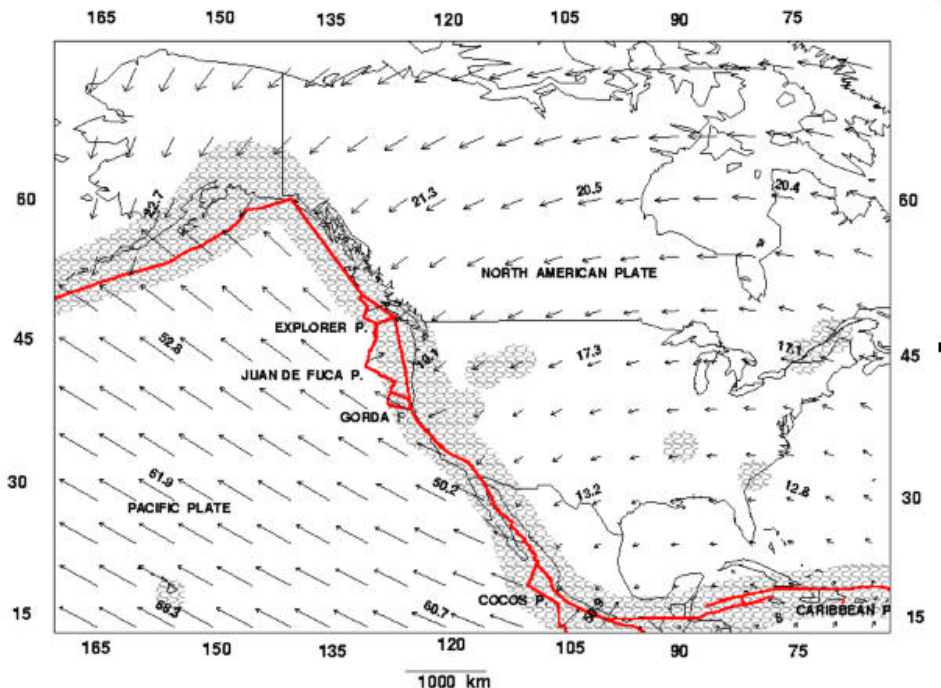 165 150 135 120 105 90 75
60 22.7 21.3 20.5 20.4 60
NORTH AMERICAN PLATE
EXPLORER P.
45 52.8 19.1 17.3 17.1 45
JUAN DE FUCA P.
GORDA P
30 61.9 50.2 13.2 12.8 30
PACIFIC PLATE
COCOS P.
15 68.3 60.7 CARIBBEAN P 15
165 150 135 120 105 90 75
1000 km